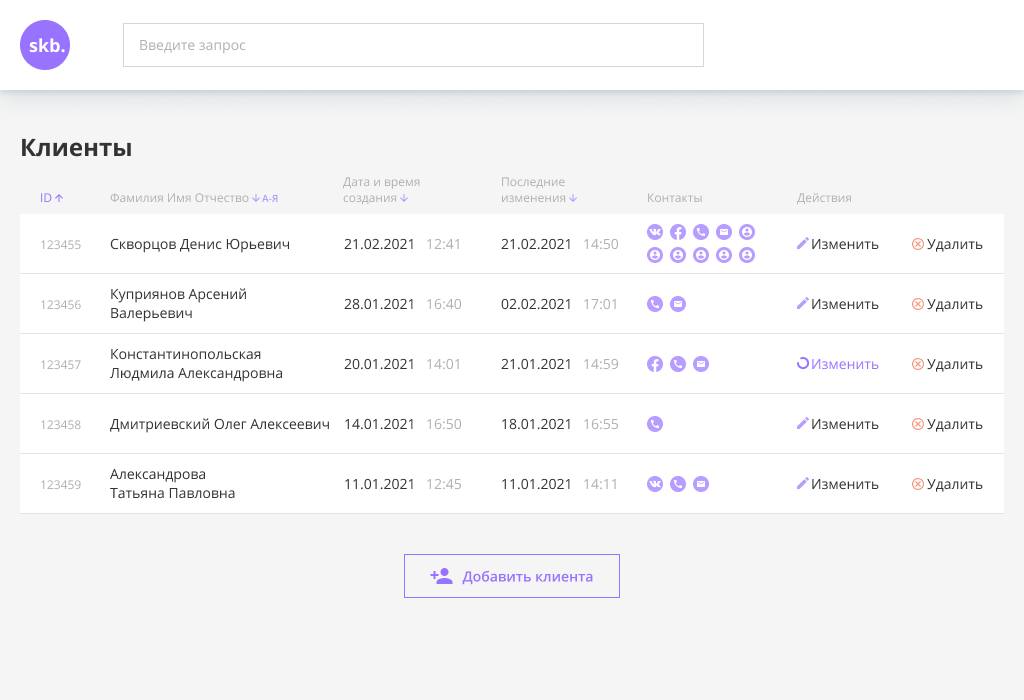 skb.
Введите запрос
Клиенты
ID Фамилия Имя Отчество А-Я Дата и время создания Последние изменения Контакты Действия
123455 Скворцов Денис Юрьевич 21.02.2021 12:41 21.02.2021 14:50 Изменить Удалить
123456 Куприянов Арсений Валерьевич 28.01.2021 16:40 02.02.2021 17:01 Изменить Удалить
123457 Константинопольская Людмила Александровна 20.01.2021 14:01 21.01.2021 14:59 Изменить Удалить
123458 Дмитриевский Олег Алексеевич 14.01.2021 16:50 18.01.2021 16:55 Изменить Удалить
123459 Александрова Татьяна Павловна 11.01.2021 12:45 11.01.2021 14:11 Изменить Удалить
Добавить клиента